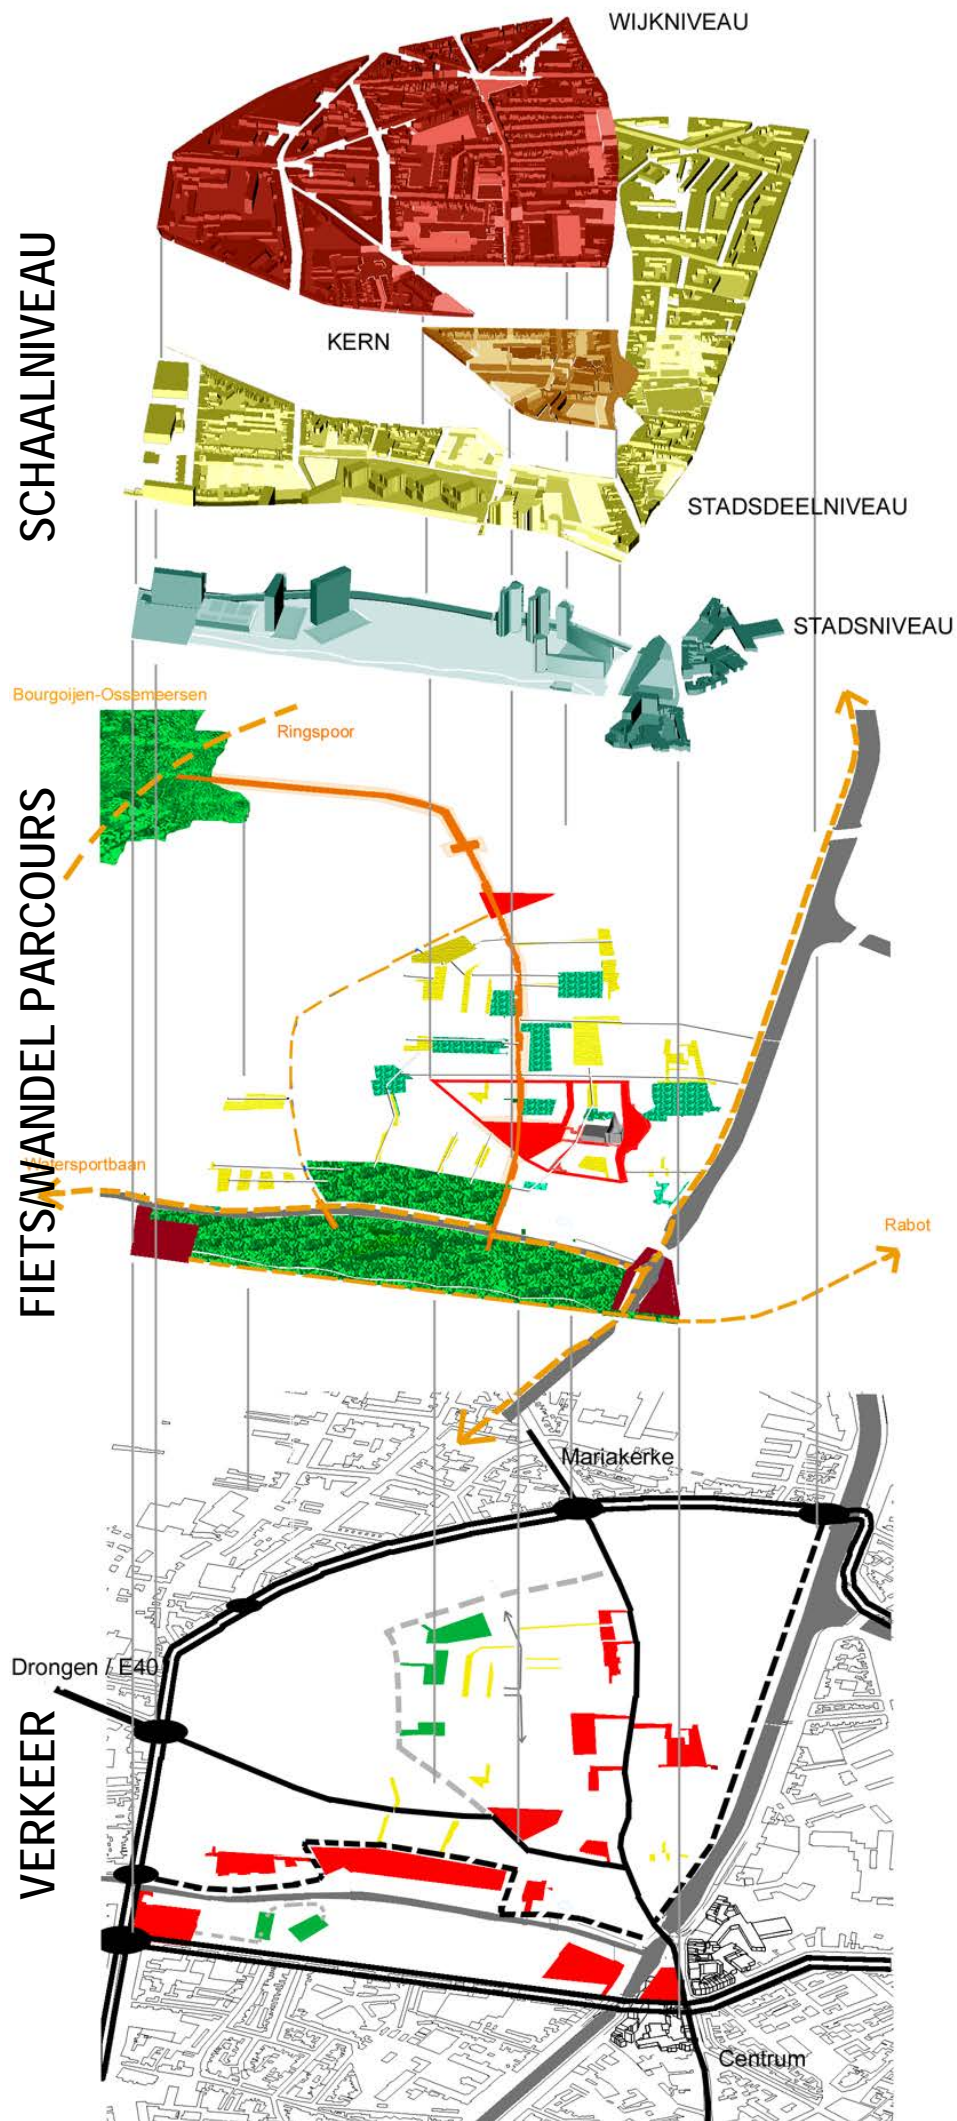 WIJKNIVEAU
SCHAALNIVEAU
KERN
STADSDEELNIVEAU
STADSNIVEAU
Bourgoijen-Ossemeersen
Ringspoor
FIETS/WANDEL PARCOURS
Watersportbaan
Rabot
Mariakerke
Drongen / E40
VERKEER
Centrum